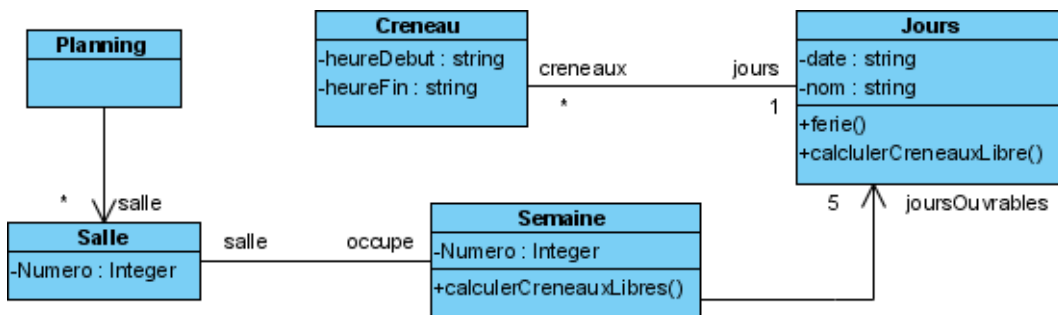 Planning
Creneau
-heureDebut : string
-heureFin : string
creneaux
*
jours
1
Jours
-date : string
-nom : string
+ferie()
+calclulerCreneauxLibre()
*
salle
Salle
-Numero : Integer
salle
occupe
Semaine
-Numero : Integer
+calculerCreneauxLibres()
5
joursOuvrables